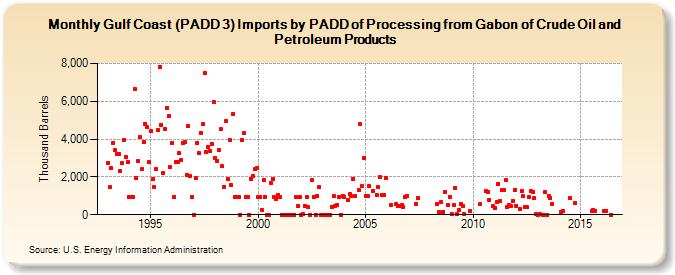 Monthly Gulf Coast (PADD 3) Imports by PADD of Processing from Gabon of Crude Oil and
Petroleum Products
Thousand Barrels
8,000
6,000
4,000
2,000
0
1995
2000
2005
2010
2015
Source: U.S. Energy Information Administration